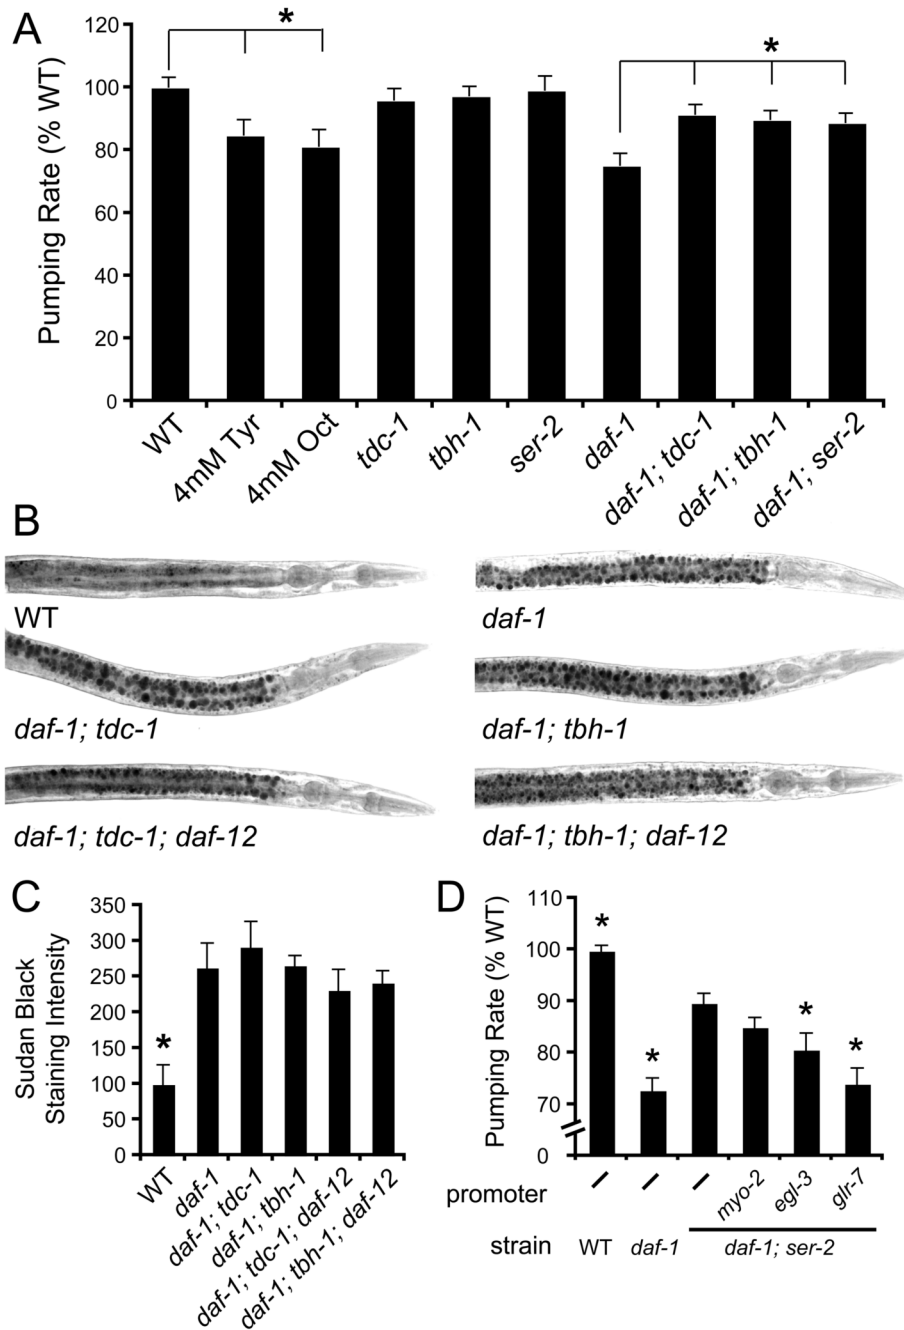 A
Pumping Rate (% WT)
120
100
80
60
40
20
0
*
*
WT
4mM Tyr
4mM Oct
tdc-1
tbh-1
ser-2
daf-1
daf-1; tdc-1
daf-1; tbh-1
daf-1; ser-2
B
WT
daf-1
daf-1; tdc-1
daf-1; tbh-1
daf-1; tdc-1; daf-12
daf-1; tbh-1; daf-12
C
Sudan Black
Staining Intensity
350
300
250
200
150
100
50
0
*
WT
daf-1
daf-1; tdc-1
daf-1; tbh-1
daf-1; tdc-1; daf-12
daf-1; tbh-1; daf-12
D
Pumping Rate (% WT)
110
100
90
80
70
0
*
*
*
*
promoter – – – myo-2 egl-3 glr-7
strain WT daf-1 daf-1; ser-2